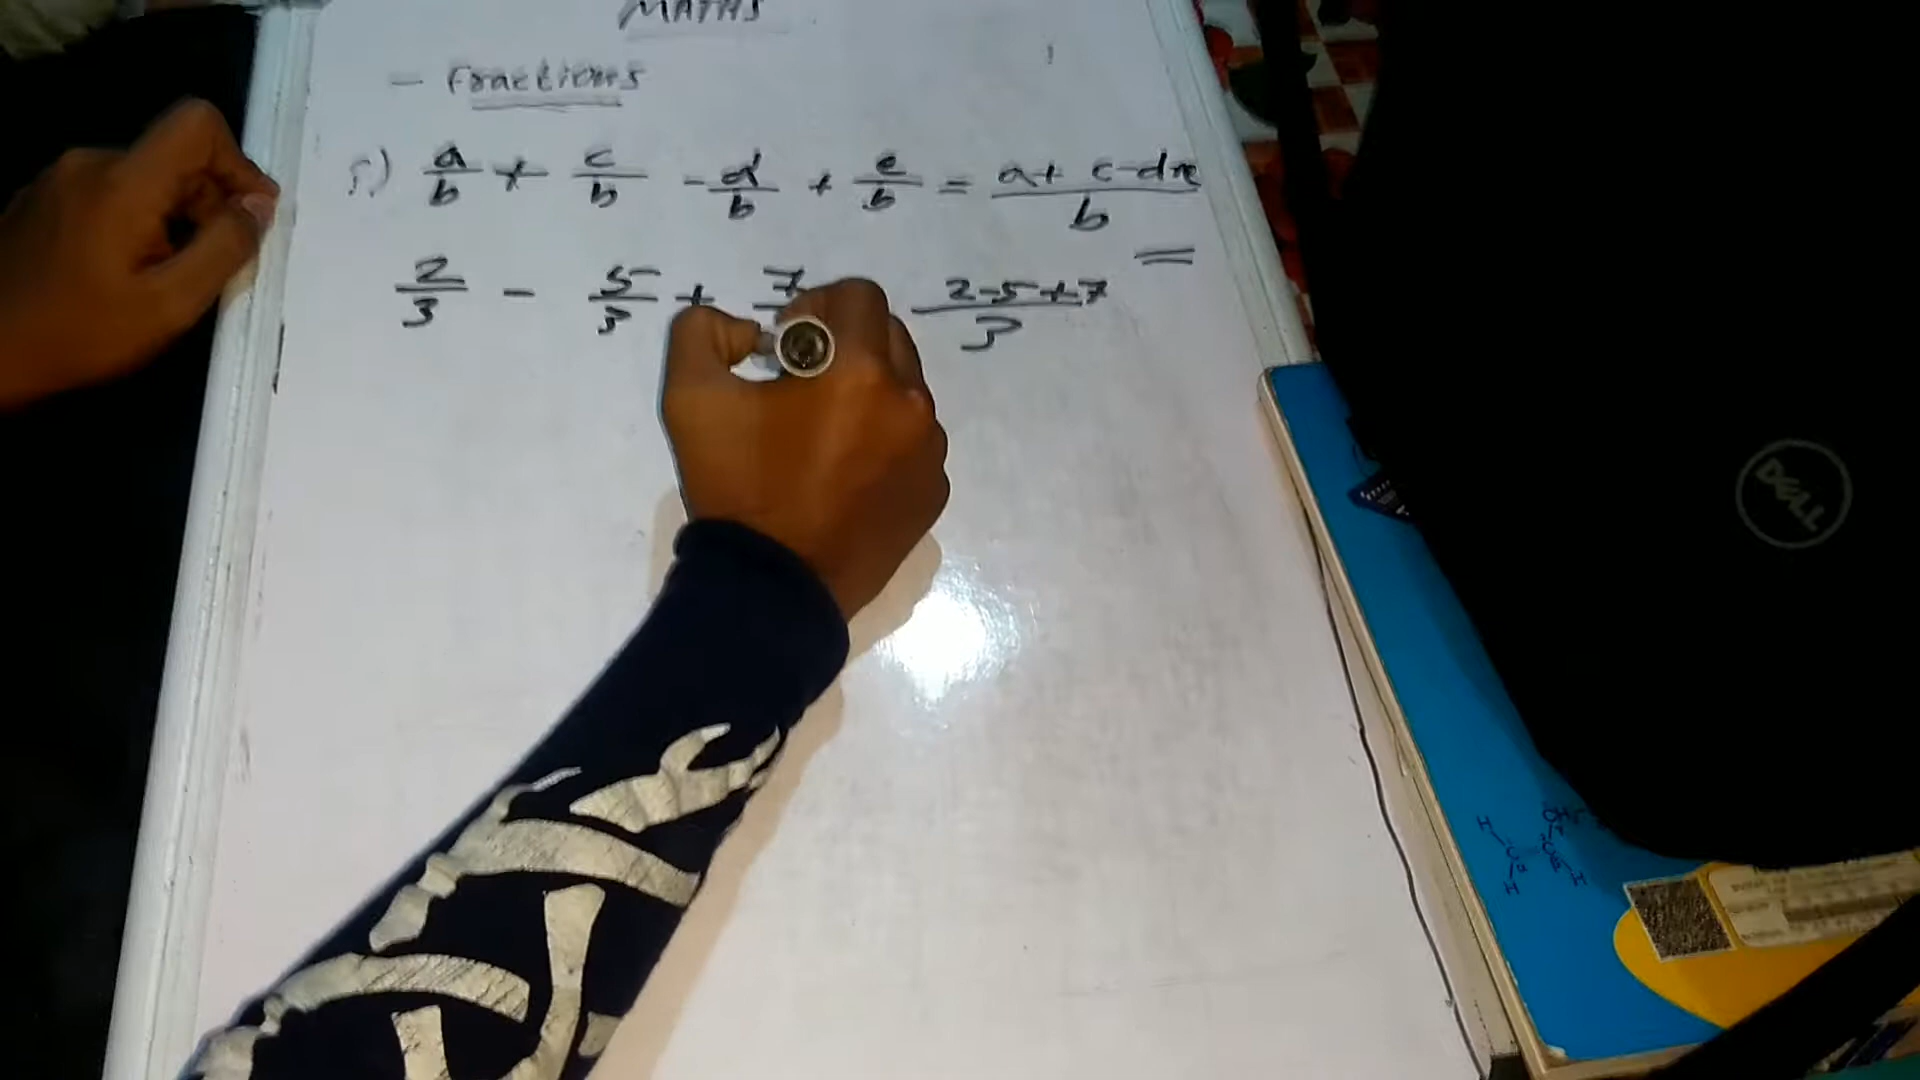 MATHS
- Fractions
i) a/b + c/b - d/b + e/b = a+ c-d+e/b
2/3 - 5/3 + 7 2-5+7/3
DELL